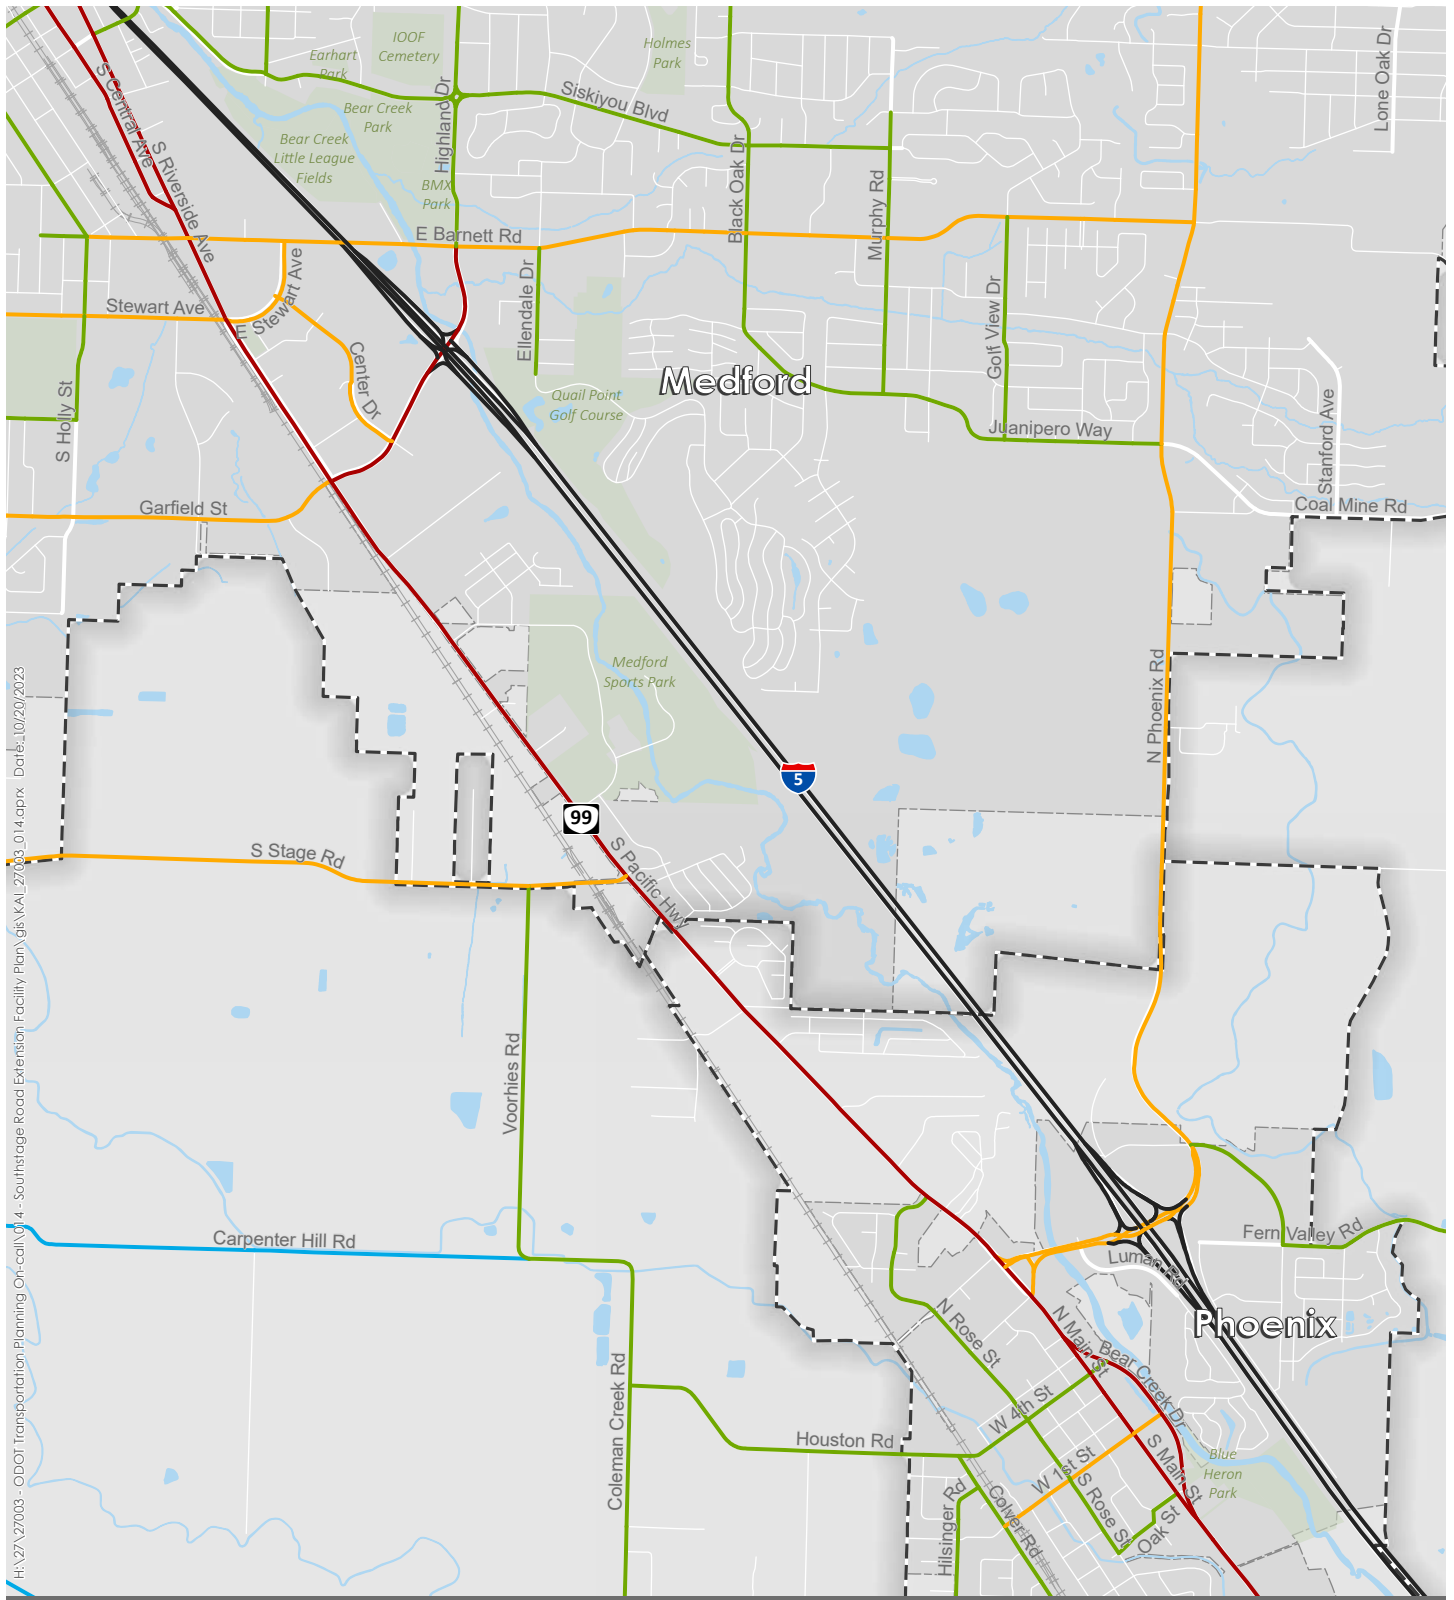 IOOF
Cemetery
Holmes
Park
Earhart
Park
Lone Oak Dr
S Central Ave
Highland Dr
Siskiyou Blvd
Bear Creek
Park
Bear Creek
Little League
Fields
S Riverside Ave
BMX
Park
Black Oak Dr
Murphy Rd
E Barnett Rd
Ellendale Dr
Golf View Dr
Stewart Ave
E Stewart Ave
Center Dr
Medford
Quail Point
Golf Course
S Holly St
Juanipero Way
Stanford Ave
Coal Mine Rd
Garfield St
Medford
Sports Park
N Phoenix Rd
5
99
S Stage Rd
S Pacific Hwy
Voorhies Rd
Carpenter Hill Rd
Fern Valley Rd
Luman Rd
Phoenix
N Rose St
N Main St
Bear Creek Dr
Coleman Creek Rd
W 4th St
Houston Rd
W 1st St
S Main St
Blue
Heron
Park
S Rose St
Oak St
Hilsinger Rd
Colver Rd
H:\27\27003 - ODOT Transportation Planning On-call\014 - Southstage Road Extension Facility Plan\gis\KAI_27003_014.aprx   Date: 10/20/2023